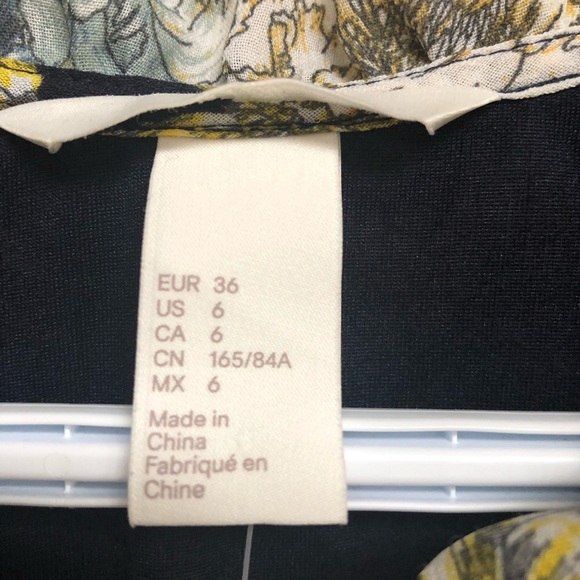 EUR 36
US 6
CA 6
CN 165/84A
MX 6
Made in
China
Fabriqué en
Chine